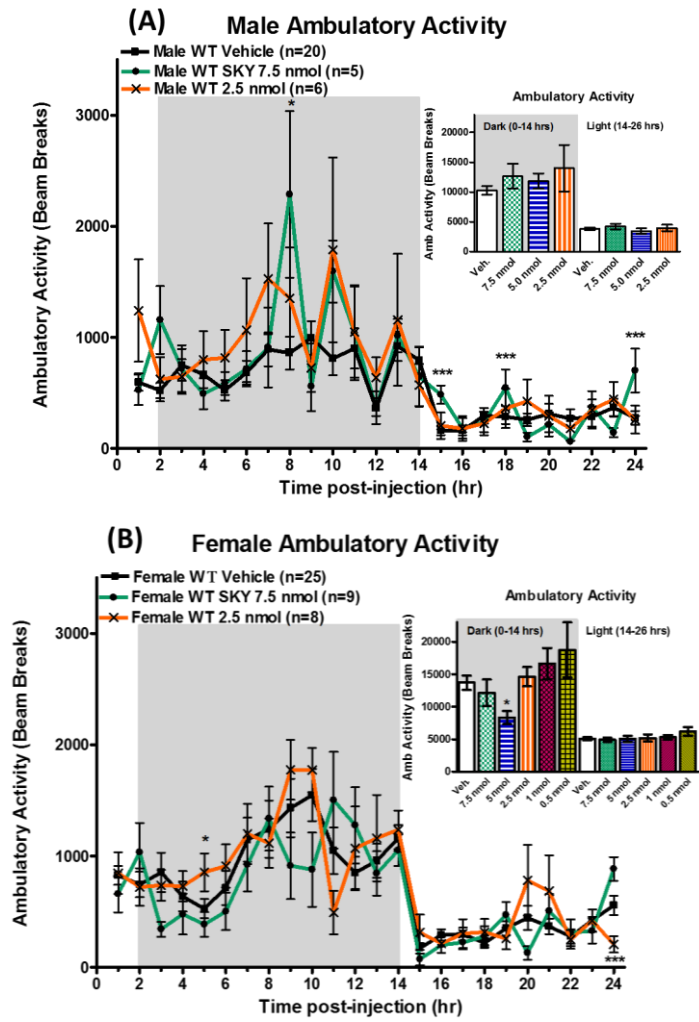 (A)
Male Ambulatory Activity
Male WT Vehicle (n=20)
Male WT SKY 7.5 nmol (n=5)
Male WT 2.5 nmol (n=6)
Ambulatory Activity (Beam Breaks)
3000
2000
1000
0
*
***
***
***
0 2 4 6 8 10 12 14 16 18 20 22 24
Time post-injection (hr)
Ambulatory Activity
Amb Activity (Beam Breaks)
Dark (0-14 hrs) Light (14-26 hrs)
20000
15000
10000
5000
0
Veh. 7.5 nmol 5.0 nmol 2.5 nmol Veh. 7.5 nmol 5.0 nmol 2.5 nmol
(B)
Female Ambulatory Activity
Female WT Vehicle (n=25)
Female WT SKY 7.5 nmol (n=9)
Female WT 2.5 nmol (n=8)
Ambulatory Activity (Beam Breaks)
3000
2000
1000
0
*
***
0 2 4 6 8 10 12 14 16 18 20 22 24
Time post-injection (hr)
Ambulatory Activity
Amb Activity (Beam Breaks)
Dark (0-14 hrs) Light (14-26 hrs)
20000
15000
10000
5000
0
*
Veh. 7.5 nmol 5 nmol 2.5 nmol 1 nmol 0.5 nmol Veh. 7.5 nmol 5 nmol 2.5 nmol 1 nmol 0.5 nmol